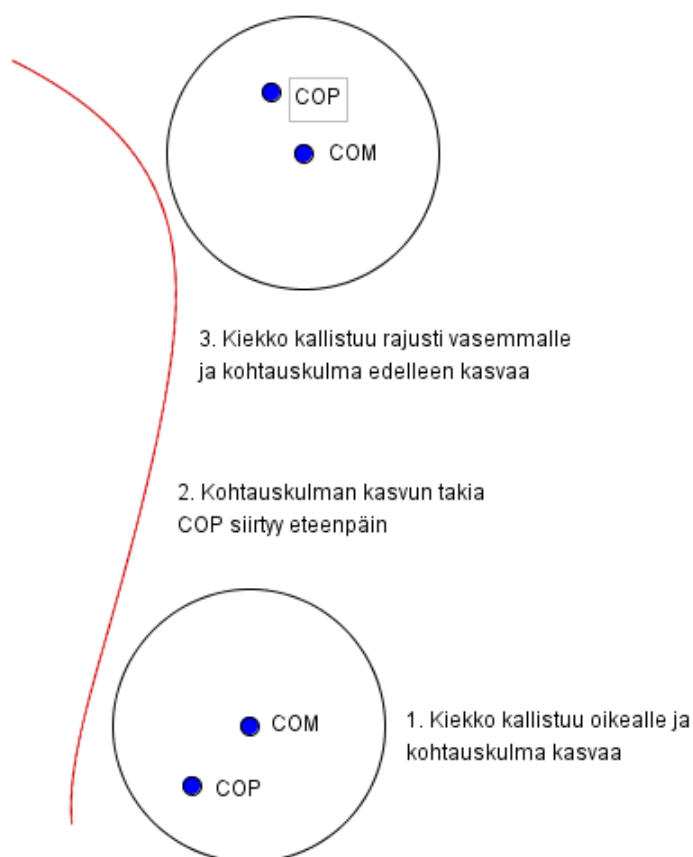 COP
COM
3. Kiekko kallistuu rajusti vasemmalle
ja kohtauskulma edelleen kasvaa
2. Kohtauskulman kasvun takia
COP siirtyy eteenpäin
COM
COP
1. Kiekko kallistuu oikealle ja
kohtauskulma kasvaa